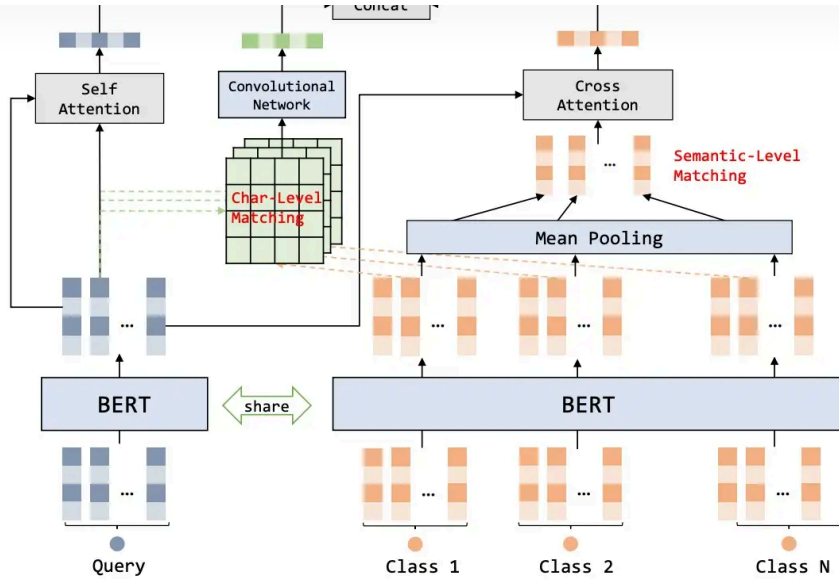 Concat
Self
Attention
Convolutional
Network
Cross
Attention
Char-Level
Matching
Semantic-Level
Matching
...
Mean Pooling
...
...
...
...
BERT
share
BERT
...
...
...
...
Query
Class 1
Class 2
Class N